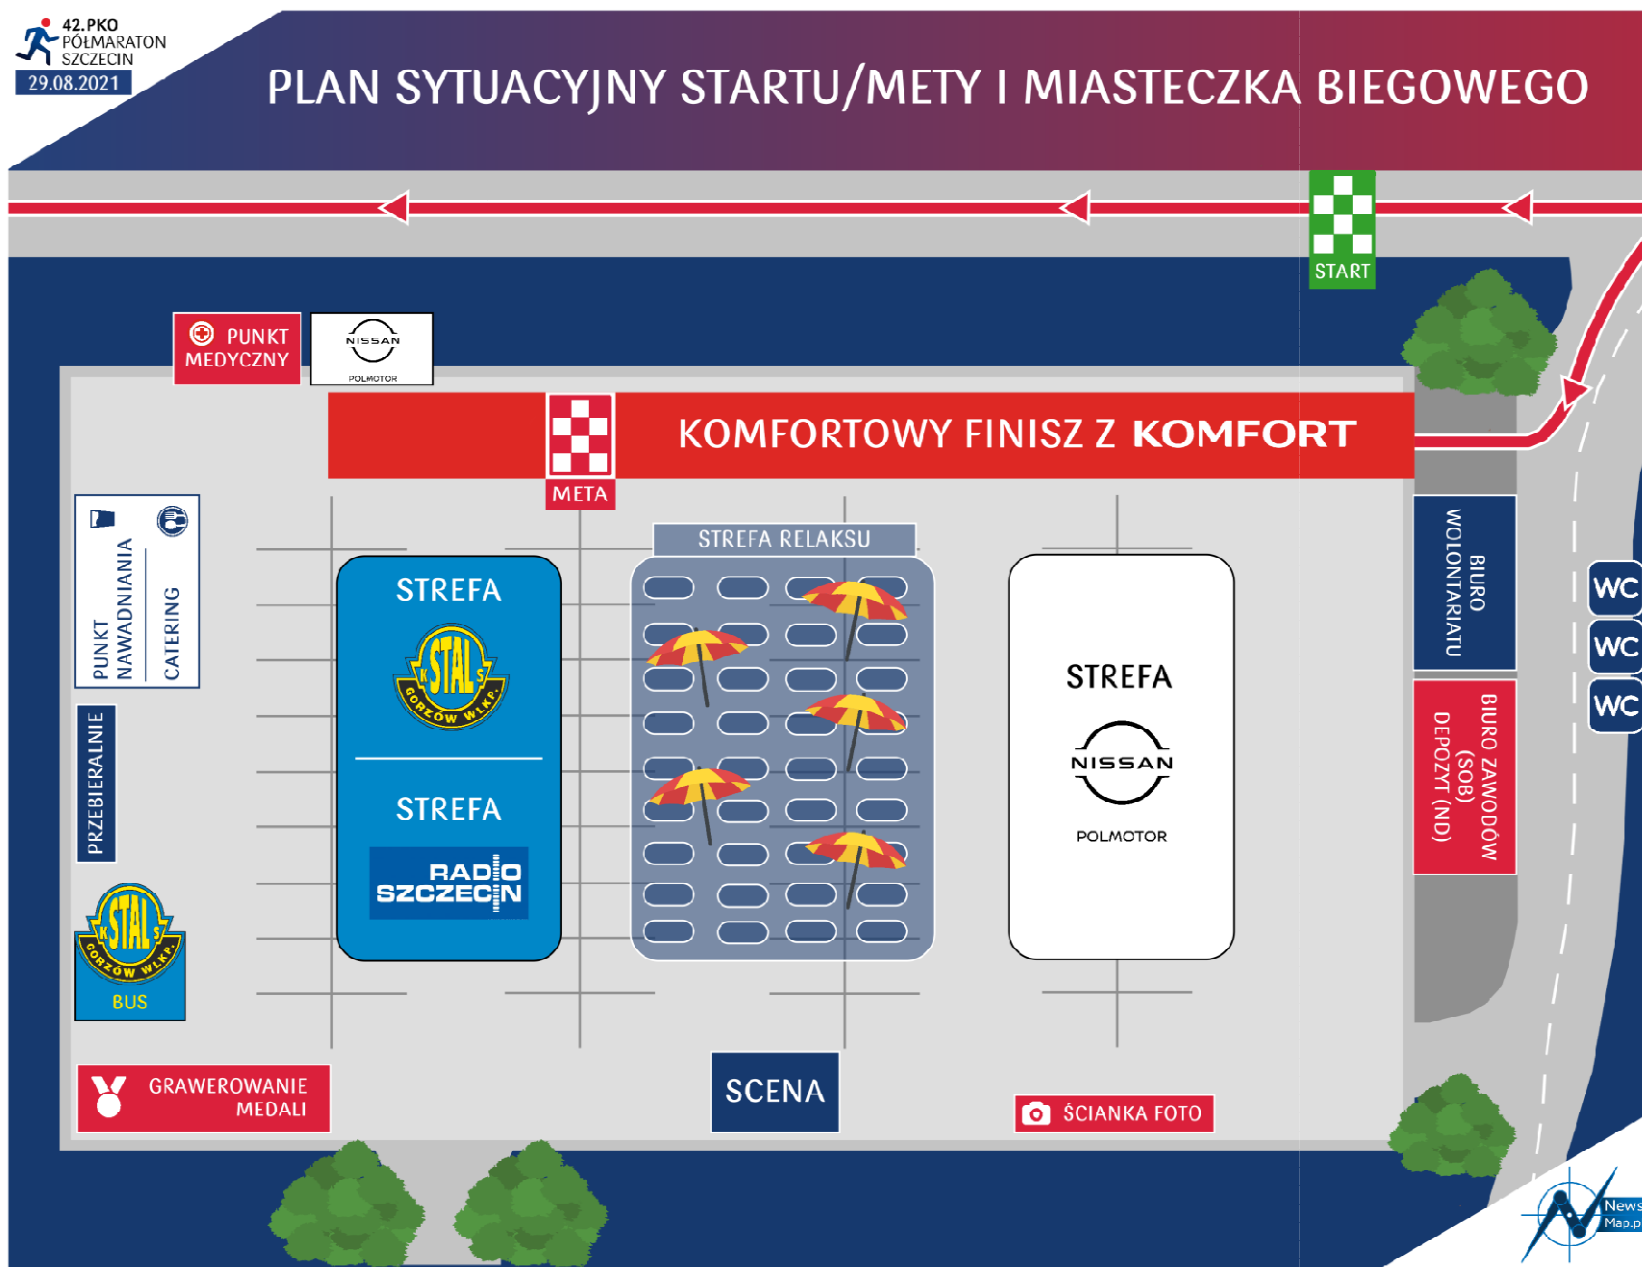 42.PKO
PÓŁMARATON
SZCZECIN
29.08.2021
PLAN SYTUACYJNY STARTU/METY I MIASTECZKA BIEGOWEGO
START
PUNKT
MEDYCZNY
NISSAN
POLMOTOR
KOMFORTOWY FINISZ Z KOMFORT
META
PUNKT
NAWADNIANIA
CATERING
STREFA
KS STAL
GORZÓW WLKP.
STREFA
RADIO
SZCZECIN
STREFA RELAKSU
STREFA
NISSAN
POLMOTOR
BIURO
WOLONTARIATU
WC
WC
WC
BIURO ZAWODÓW
(SOB)
DEPOZYT (ND)
PRZEBIERALNIE
KS STAL
GORZÓW WLKP.
BUS
GRAWEROWANIE
MEDALI
SCENA
ŚCIANKA FOTO
News
Map.p